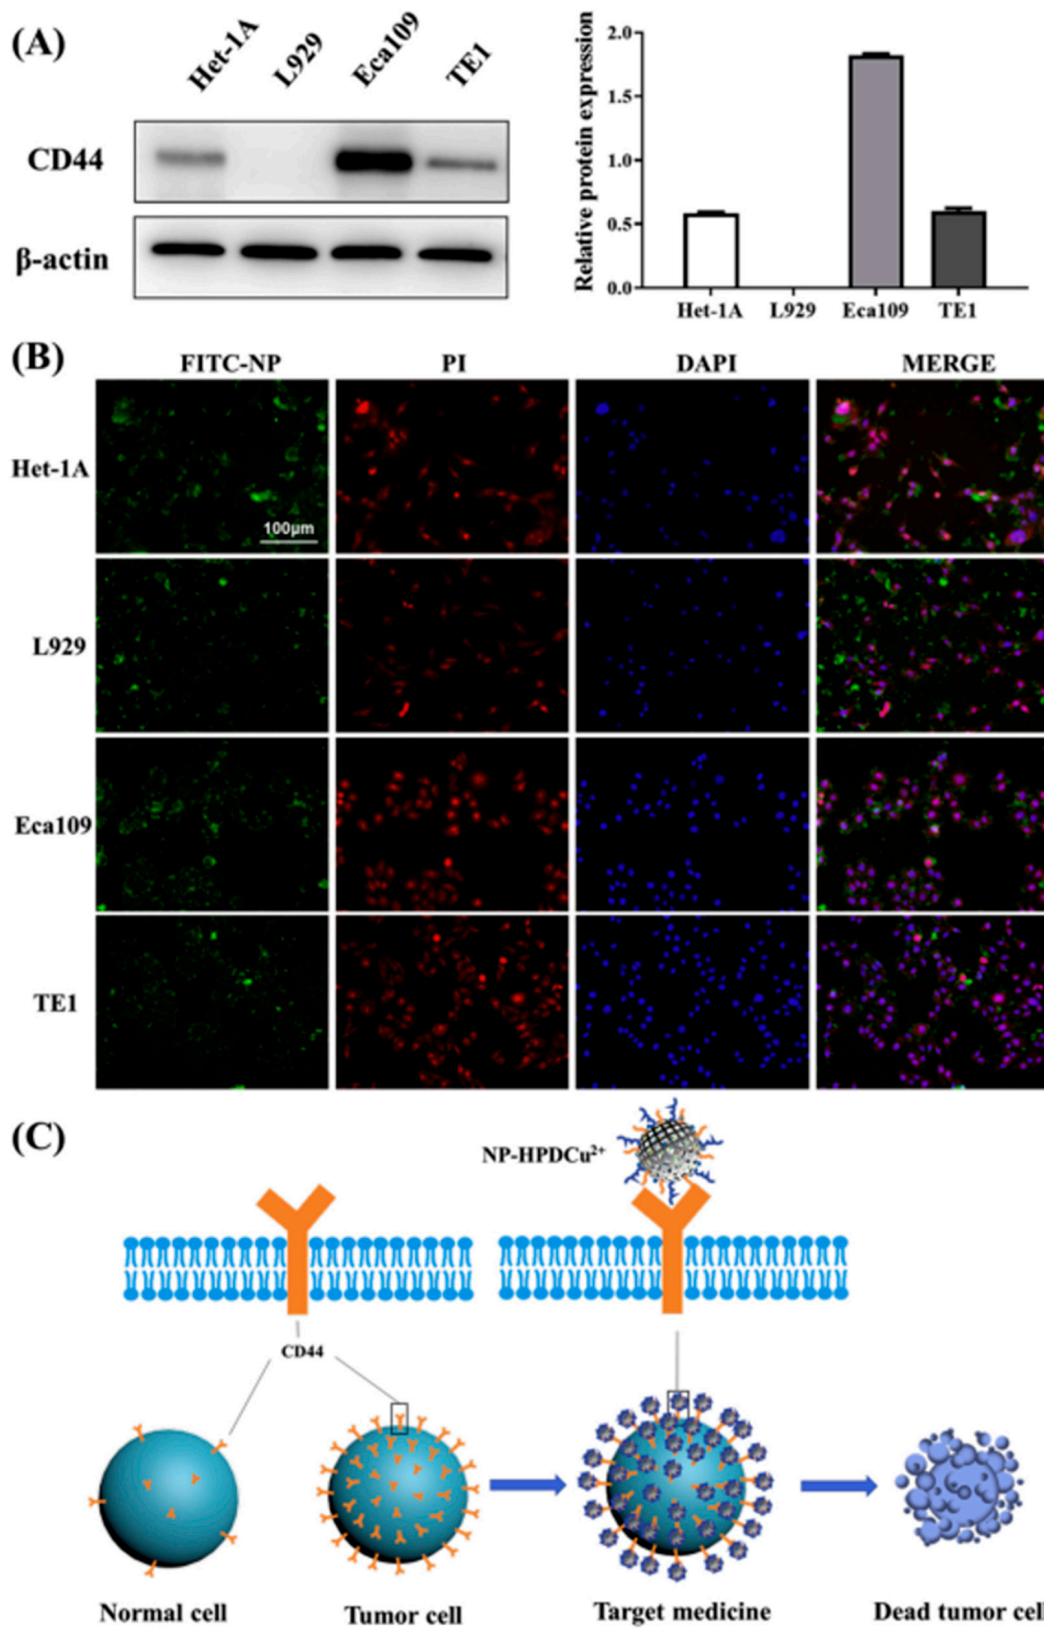 (A)
Het-1A L929 Eca109 TE1
CD44
β-actin
Relative protein expression
2.0
1.5
1.0
0.5
0.0
Het-1A L929 Eca109 TE1
(B)
FITC-NP PI DAPI MERGE
Het-1A
100μm
L929
Eca109
TE1
(C)
NP-HPDCu²⁺
CD44
Normal cell Tumor cell Target medicine Dead tumor cel